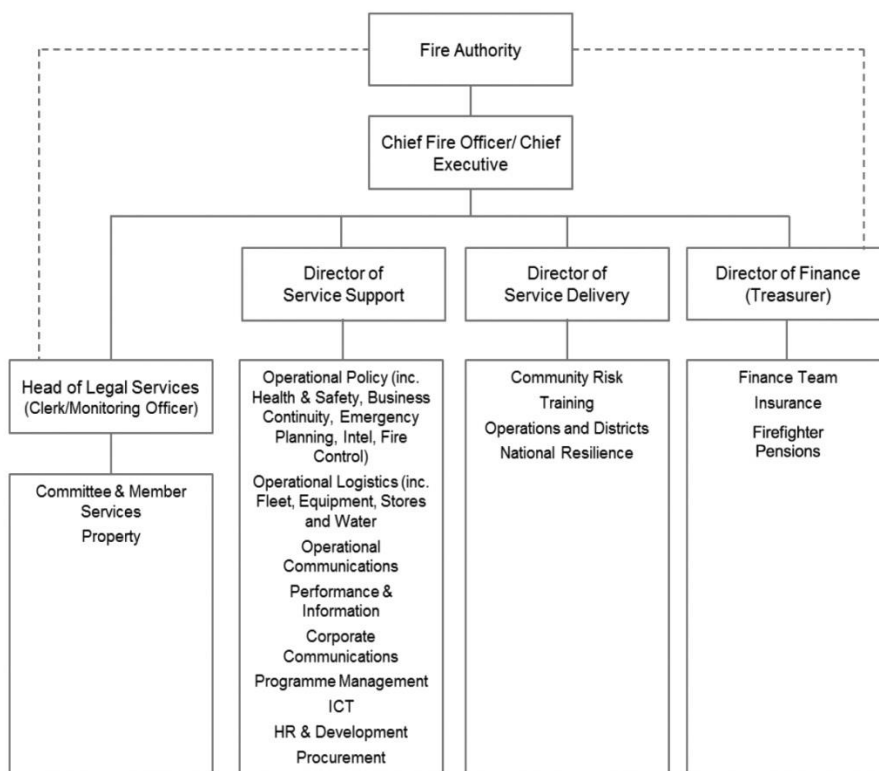 Fire Authority
Chief Fire Officer/ Chief
Executive
Director of
Service Support
Director of
Service Delivery
Director of Finance
(Treasurer)
Head of Legal Services
(Clerk/Monitoring Officer)
Committee & Member
Services
Property
Operational Policy (inc.
Health & Safety, Business
Continuity, Emergency
Planning, Intel, Fire
Control)
Operational Logistics (inc.
Fleet, Equipment, Stores
and Water
Operational
Communications
Performance &
Information
Corporate
Communications
Programme Management
ICT
HR & Development
Procurement
Community Risk
Training
Operations and Districts
National Resilience
Finance Team
Insurance
Firefighter
Pensions